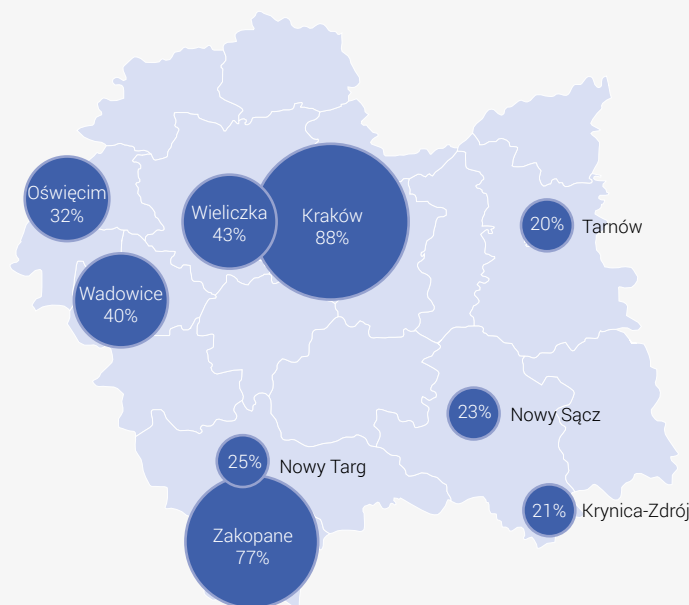 Oświęcim
32%
Wieliczka
43%
Kraków
88%
20%
Tarnów
Wadowice
40%
23%
Nowy Sącz
25%
Nowy Targ
21%
Krynica-Zdrój
Zakopane
77%